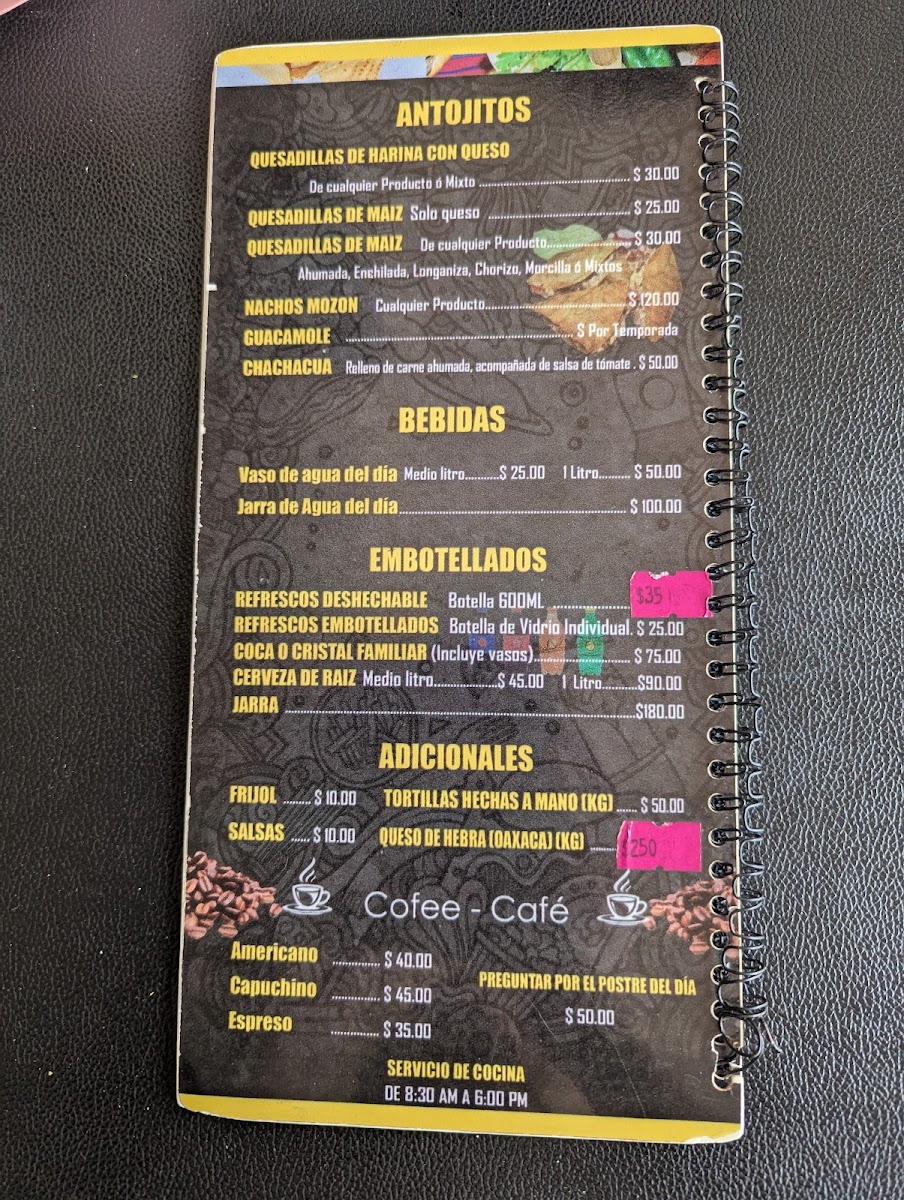 ANTOJITOS
QUESADILLAS DE HARINA CON QUESO
De cualquier Producto ó Mixto ........ $ 30.00
QUESADILLAS DE MAIZ Solo queso ........ $ 25.00
QUESADILLAS DE MAIZ De cualquier Producto........ $ 30.00
Ahumada, Enchilada, Longaniza, Chorizo, Morcilla ó Mixtos
NACHOS MOZON Cualquier Producto........ $ 120.00
GUACAMOLE ........ $ Por Temporada
CHACHACUA Relleno de carne ahumada, acompañada de salsa de tómate . $ 50.00
BEBIDAS
Vaso de agua del día Medio litro..........$ 25.00 1 Litro......... $ 50.00
Jarra de Agua del día........ $ 100.00
EMBOTELLADOS
REFRESCOS DESHECHABLE Botella 600ML ........ $35
REFRESCOS EMBOTELLADOS Botella de Vidrio Individual. $ 25.00
COCA O CRISTAL FAMILIAR (Incluye vasos)........ $ 75.00
CERVEZA DE RAIZ Medio litro........ $ 45.00 1 Litro..........$90.00
JARRA ........$180.00
ADICIONALES
FRIJOL ........ $ 10.00 TORTILLAS HECHAS A MANO (KG) ...... $ 50.00
SALSAS ...... $ 10.00 QUESO DE HEBRA (OAXACA) (KG) ........ $250
Cofee - Café
Americano ........ $ 40.00
Capuchino ........ $ 45.00
Espreso ........ $ 35.00
PREGUNTAR POR EL POSTRE DEL DÍA
$ 50.00
SERVICIO DE COCINA
DE 8:30 AM A 6:00 PM